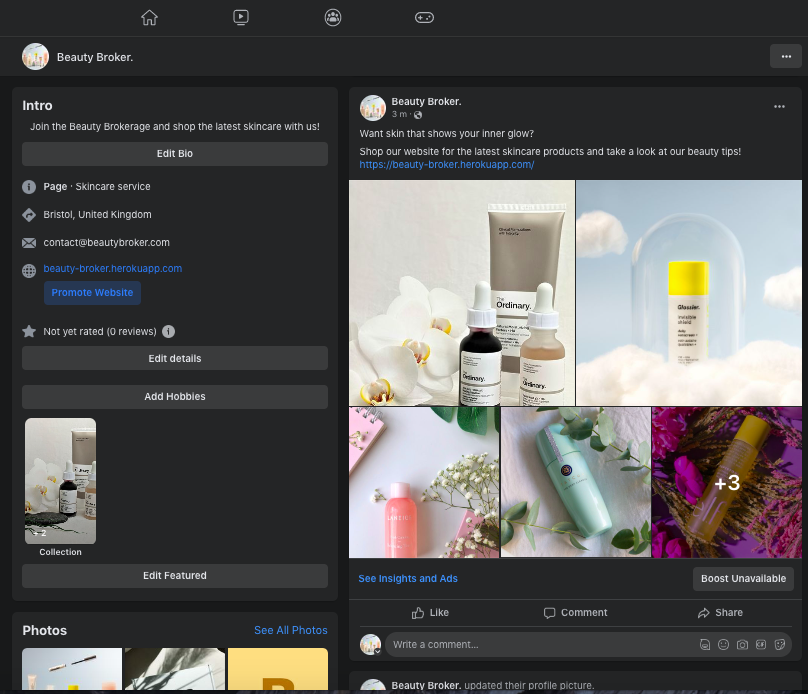 Beauty Broker.
Intro
Join the Beauty Brokerage and shop the latest skincare with us!
Edit Bio
Page · Skincare service
Bristol, United Kingdom
contact@beautybroker.com
beauty-broker.herokuapp.com
Promote Website
Not yet rated (0 reviews)
Edit details
Add Hobbies
Collection
Edit Featured
Photos
See All Photos
Beauty Broker.
3 m ·
Want skin that shows your inner glow?
Shop our website for the latest skincare products and take a look at our beauty tips!
https://beauty-broker.herokuapp.com/
The
Ordinary.
The
Ordinary.
The
Ordinary.
Glossier.
invisible
shield
+3
See Insights and Ads
Boost Unavailable
Like
Comment
Share
Write a comment...
Beauty Broker. updated their profile picture.